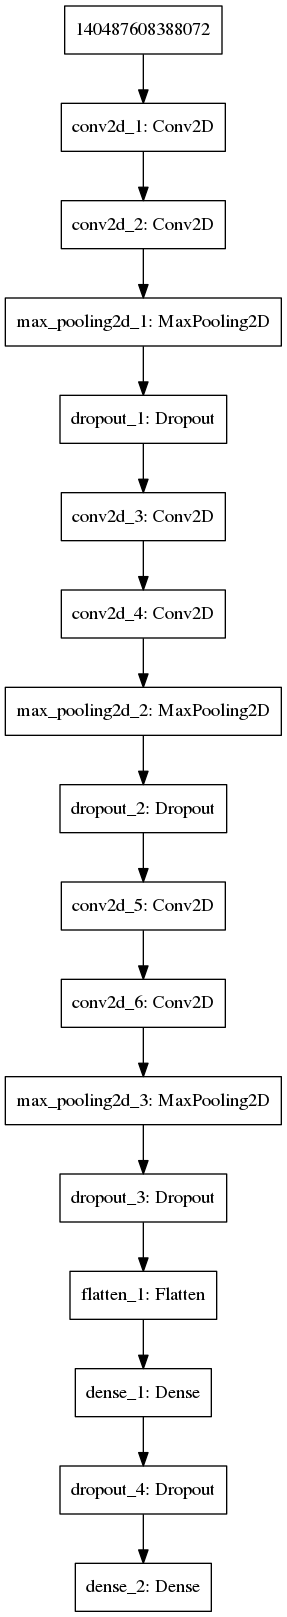 140487608388072
conv2d_1: Conv2D
conv2d_2: Conv2D
max_pooling2d_1: MaxPooling2D
dropout_1: Dropout
conv2d_3: Conv2D
conv2d_4: Conv2D
max_pooling2d_2: MaxPooling2D
dropout_2: Dropout
conv2d_5: Conv2D
conv2d_6: Conv2D
max_pooling2d_3: MaxPooling2D
dropout_3: Dropout
flatten_1: Flatten
dense_1: Dense
dropout_4: Dropout
dense_2: Dense